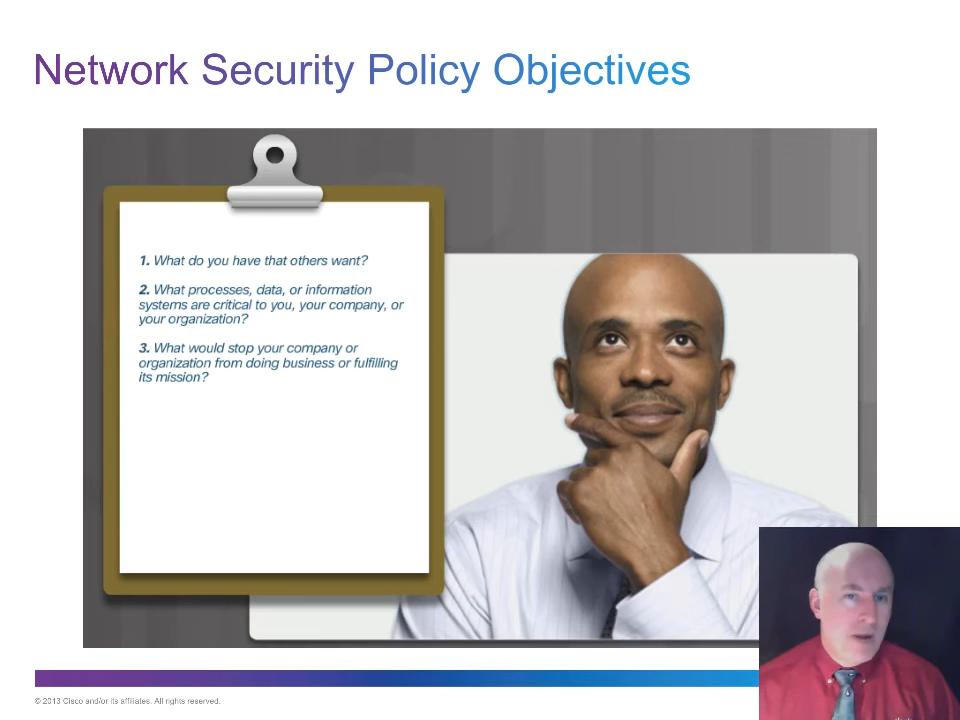 Network Security Policy Objectives
1. What do you have that others want?
2. What processes, data, or information
systems are critical to you, your company, or
your organization?
3. What would stop your company or
organization from doing business or fulfilling
its mission?
© 2013 Cisco and/or its affiliates. All rights reserved.